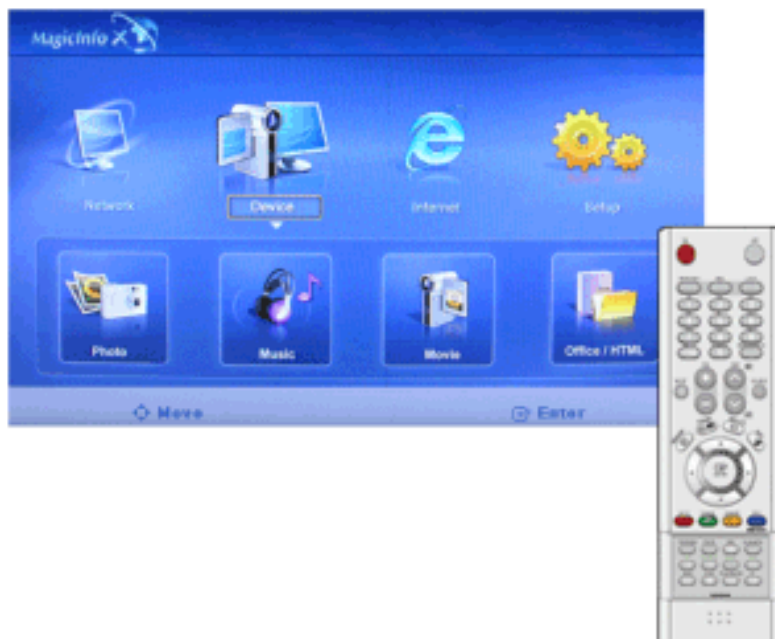 MagicInfo X
Network Device Internet Setup
Photo Music Movie Office / HTML
Move Enter